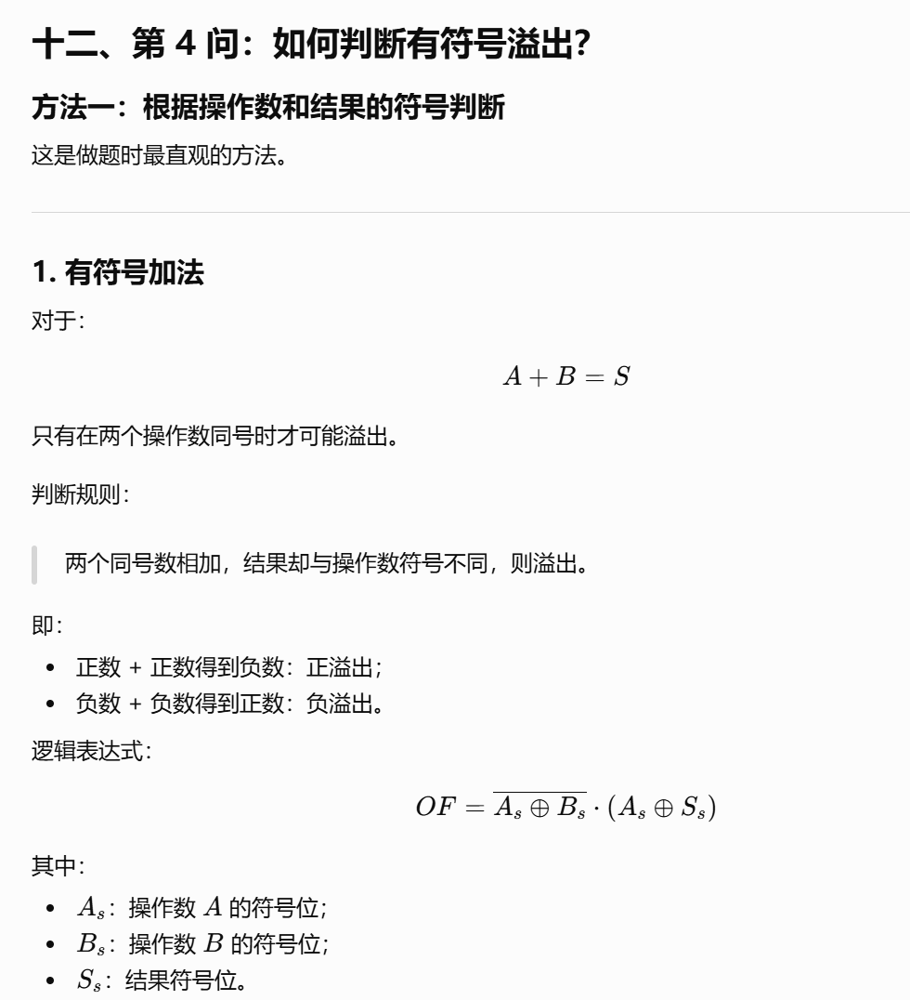 十二、第 4 问：如何判断有符号溢出？
方法一：根据操作数和结果的符号判断
这是做题时最直观的方法。
1. 有符号加法
对于：
A + B = S
只有在两个操作数同号时才可能溢出。
判断规则：
两个同号数相加，结果却与操作数符号不同，则溢出。
即：
• 正数 + 正数得到负数：正溢出；
• 负数 + 负数得到正数：负溢出。
逻辑表达式：
$OF = \overline{A_s \oplus B_s} \cdot (A_s \oplus S_s)$
其中：
• $A_s$：操作数 A 的符号位；
• $B_s$：操作数 B 的符号位；
• $S_s$：结果符号位。